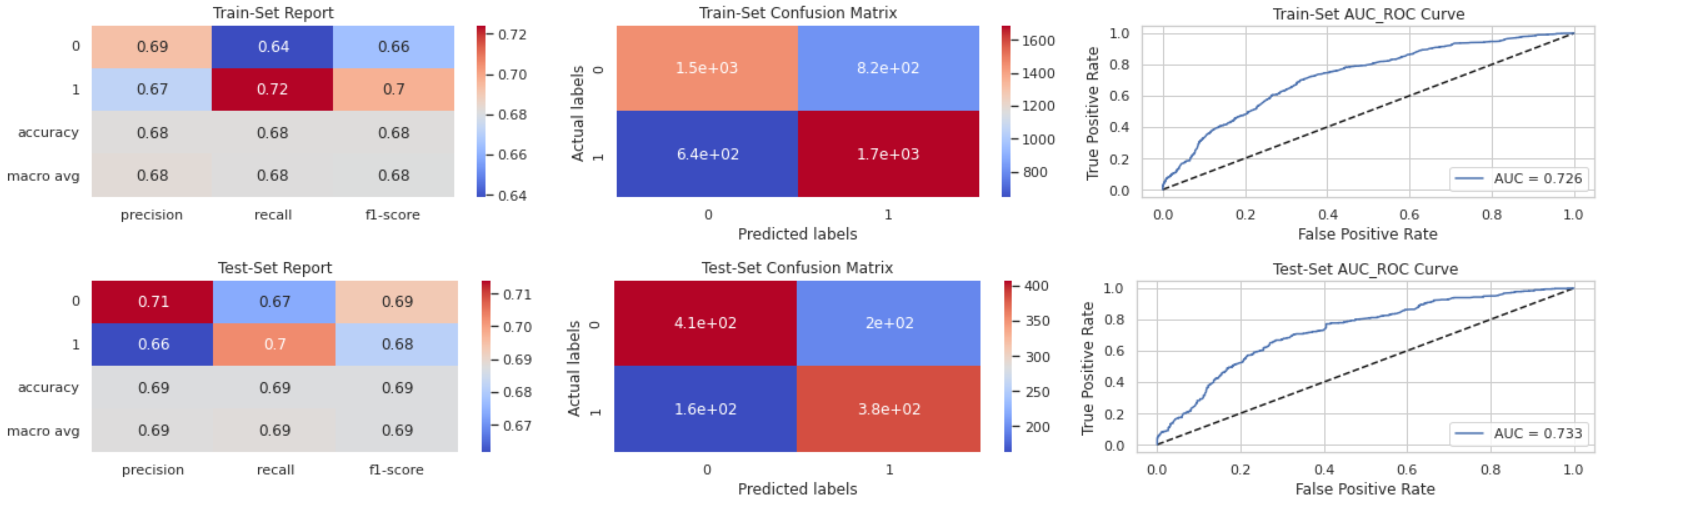 Train-Set Report
0 0.69 0.64 0.66
1 0.67 0.72 0.7
accuracy 0.68 0.68 0.68
macro avg 0.68 0.68 0.68
precision recall f1-score
0.72
0.70
0.68
0.66
0.64
Train-Set Confusion Matrix
Actual labels
0 1.5e+03 8.2e+02
1 6.4e+02 1.7e+03
0 1
Predicted labels
1600
1400
1200
1000
800
Train-Set AUC_ROC Curve
True Positive Rate
1.0
0.8
0.6
0.4
0.2
0.0
AUC = 0.726
0.0 0.2 0.4 0.6 0.8 1.0
False Positive Rate
Test-Set Report
0 0.71 0.67 0.69
1 0.66 0.7 0.68
accuracy 0.69 0.69 0.69
macro avg 0.69 0.69 0.69
precision recall f1-score
0.71
0.70
0.69
0.68
0.67
Test-Set Confusion Matrix
Actual labels
0 4.1e+02 2e+02
1 1.6e+02 3.8e+02
0 1
Predicted labels
400
350
300
250
200
Test-Set AUC_ROC Curve
True Positive Rate
1.0
0.8
0.6
0.4
0.2
0.0
AUC = 0.733
0.0 0.2 0.4 0.6 0.8 1.0
False Positive Rate